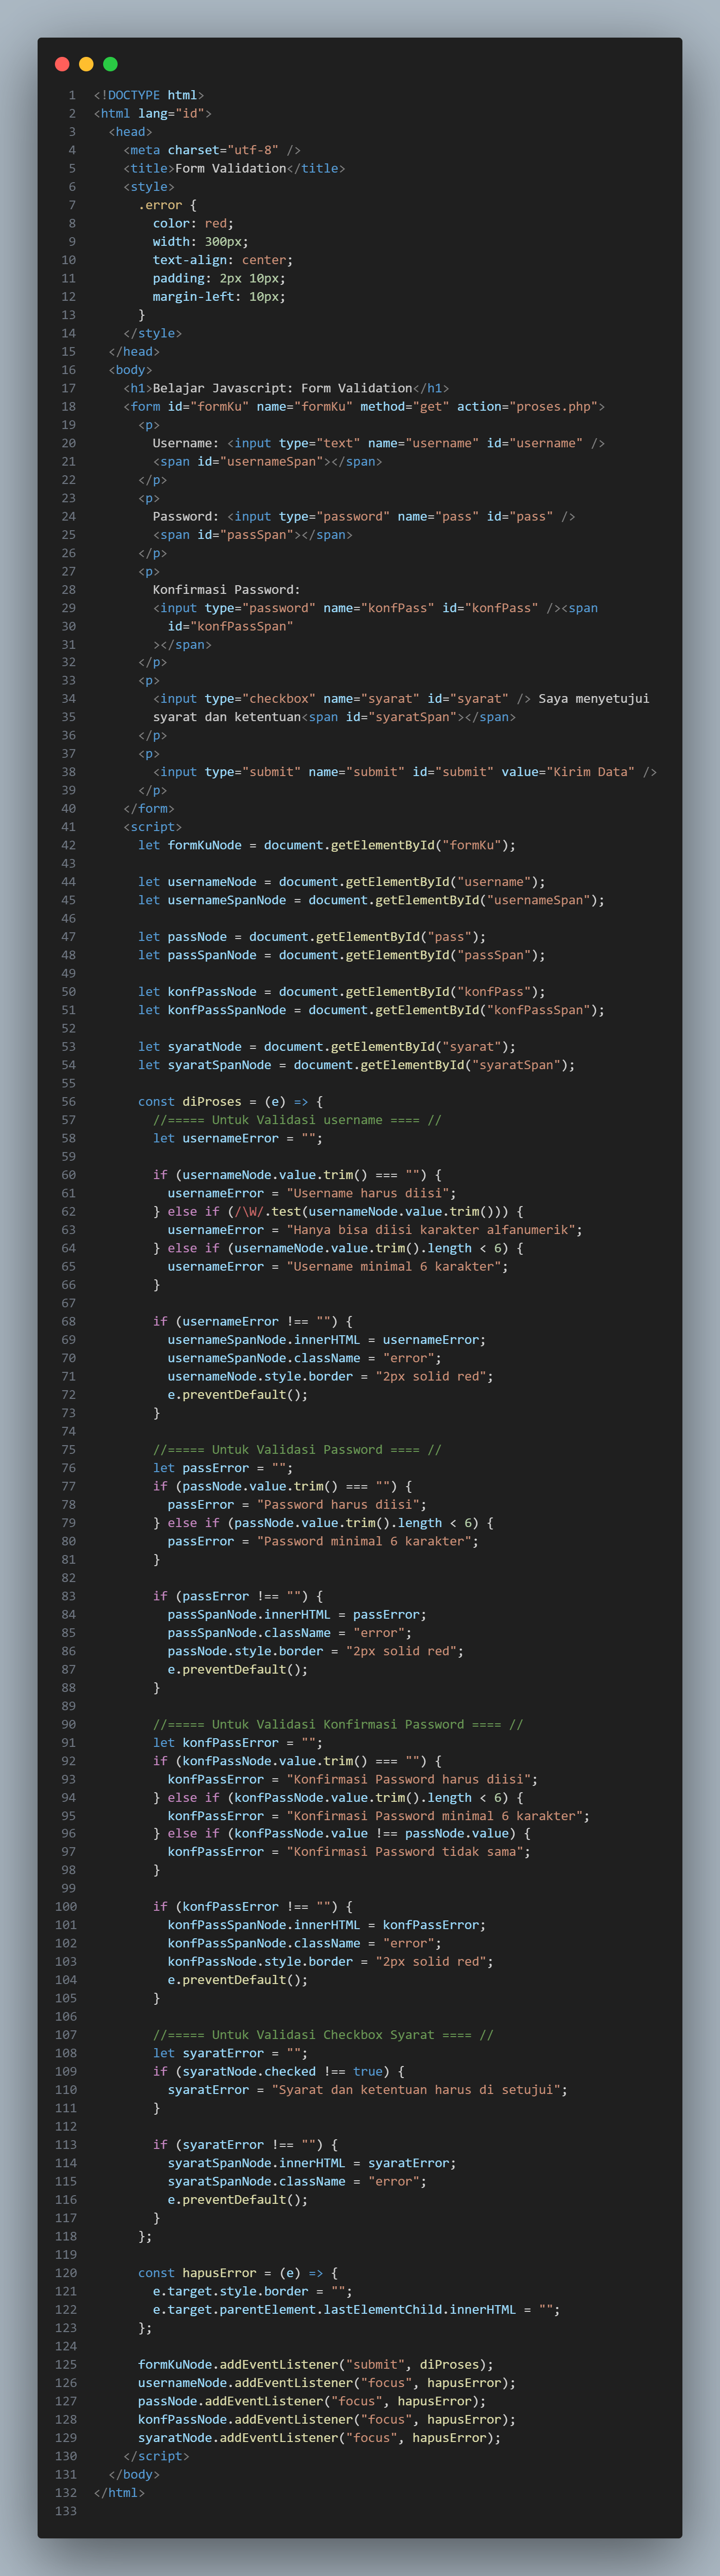 1 <!DOCTYPE html>
2 <html lang="id">
3   <head>
4     <meta charset="utf-8" />
5     <title>Form Validation</title>
6     <style>
7       .error {
8         color: red;
9         width: 300px;
10         text-align: center;
11         padding: 2px 10px;
12         margin-left: 10px;
13       }
14     </style>
15   </head>
16   <body>
17     <h1>Belajar Javascript: Form Validation</h1>
18     <form id="formKu" name="formKu" method="get" action="proses.php">
19       <p>
20         Username: <input type="text" name="username" id="username" />
21         <span id="usernameSpan"></span>
22       </p>
23       <p>
24         Password: <input type="password" name="pass" id="pass" />
25         <span id="passSpan"></span>
26       </p>
27       <p>
28         Konfirmasi Password:
29         <input type="password" name="konfPass" id="konfPass" /><span
30           id="konfPassSpan"
31         ></span>
32       </p>
33       <p>
34         <input type="checkbox" name="syarat" id="syarat" /> Saya menyetujui
35         syarat dan ketentuan<span id="syaratSpan"></span>
36       </p>
37       <p>
38         <input type="submit" name="submit" id="submit" value="Kirim Data" />
39       </p>
40     </form>
41     <script>
42       let formKuNode = document.getElementById("formKu");
43
44       let usernameNode = document.getElementById("username");
45       let usernameSpanNode = document.getElementById("usernameSpan");
46
47       let passNode = document.getElementById("pass");
48       let passSpanNode = document.getElementById("passSpan");
49
50       let konfPassNode = document.getElementById("konfPass");
51       let konfPassSpanNode = document.getElementById("konfPassSpan");
52
53       let syaratNode = document.getElementById("syarat");
54       let syaratSpanNode = document.getElementById("syaratSpan");
55
56       const diProses = (e) => {
57         //===== Untuk Validasi username ==== //
58         let usernameError = "";
59
60         if (usernameNode.value.trim() === "") {
61           usernameError = "Username harus diisi";
62         } else if (/\W/.test(usernameNode.value.trim())) {
63           usernameError = "Hanya bisa diisi karakter alfanumerik";
64         } else if (usernameNode.value.trim().length < 6) {
65           usernameError = "Username minimal 6 karakter";
66         }
67
68         if (usernameError !== "") {
69           usernameSpanNode.innerHTML = usernameError;
70           usernameSpanNode.className = "error";
71           usernameNode.style.border = "2px solid red";
72           e.preventDefault();
73         }
74
75         //===== Untuk Validasi Password ==== //
76         let passError = "";
77         if (passNode.value.trim() === "") {
78           passError = "Password harus diisi";
79         } else if (passNode.value.trim().length < 6) {
80           passError = "Password minimal 6 karakter";
81         }
82
83         if (passError !== "") {
84           passSpanNode.innerHTML = passError;
85           passSpanNode.className = "error";
86           passNode.style.border = "2px solid red";
87           e.preventDefault();
88         }
89
90         //===== Untuk Validasi Konfirmasi Password ==== //
91         let konfPassError = "";
92         if (konfPassNode.value.trim() === "") {
93           konfPassError = "Konfirmasi Password harus diisi";
94         } else if (konfPassNode.value.trim().length < 6) {
95           konfPassError = "Konfirmasi Password minimal 6 karakter";
96         } else if (konfPassNode.value !== passNode.value) {
97           konfPassError = "Konfirmasi Password tidak sama";
98         }
99
100         if (konfPassError !== "") {
101           konfPassSpanNode.innerHTML = konfPassError;
102           konfPassSpanNode.className = "error";
103           konfPassNode.style.border = "2px solid red";
104           e.preventDefault();
105         }
106
107         //===== Untuk Validasi Checkbox Syarat ==== //
108         let syaratError = "";
109         if (syaratNode.checked !== true) {
110           syaratError = "Syarat dan ketentuan harus di setujui";
111         }
112
113         if (syaratError !== "") {
114           syaratSpanNode.innerHTML = syaratError;
115           syaratSpanNode.className = "error";
116           e.preventDefault();
117         }
118       };
119
120       const hapusError = (e) => {
121         e.target.style.border = "";
122         e.target.parentElement.lastElementChild.innerHTML = "";
123       };
124
125       formKuNode.addEventListener("submit", diProses);
126       usernameNode.addEventListener("focus", hapusError);
127       passNode.addEventListener("focus", hapusError);
128       konfPassNode.addEventListener("focus", hapusError);
129       syaratNode.addEventListener("focus", hapusError);
130     </script>
131   </body>
132 </html>
133